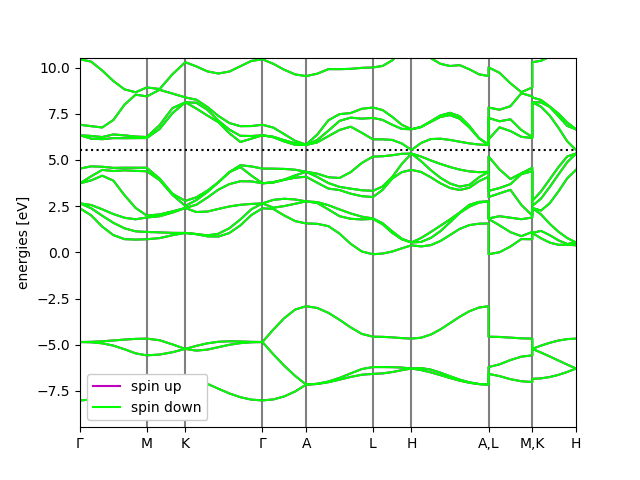 10.0
7.5
5.0
2.5
0.0
−2.5
−5.0
−7.5
energies [eV]
spin up
spin down
Γ M K Γ A L H A,L M,K H